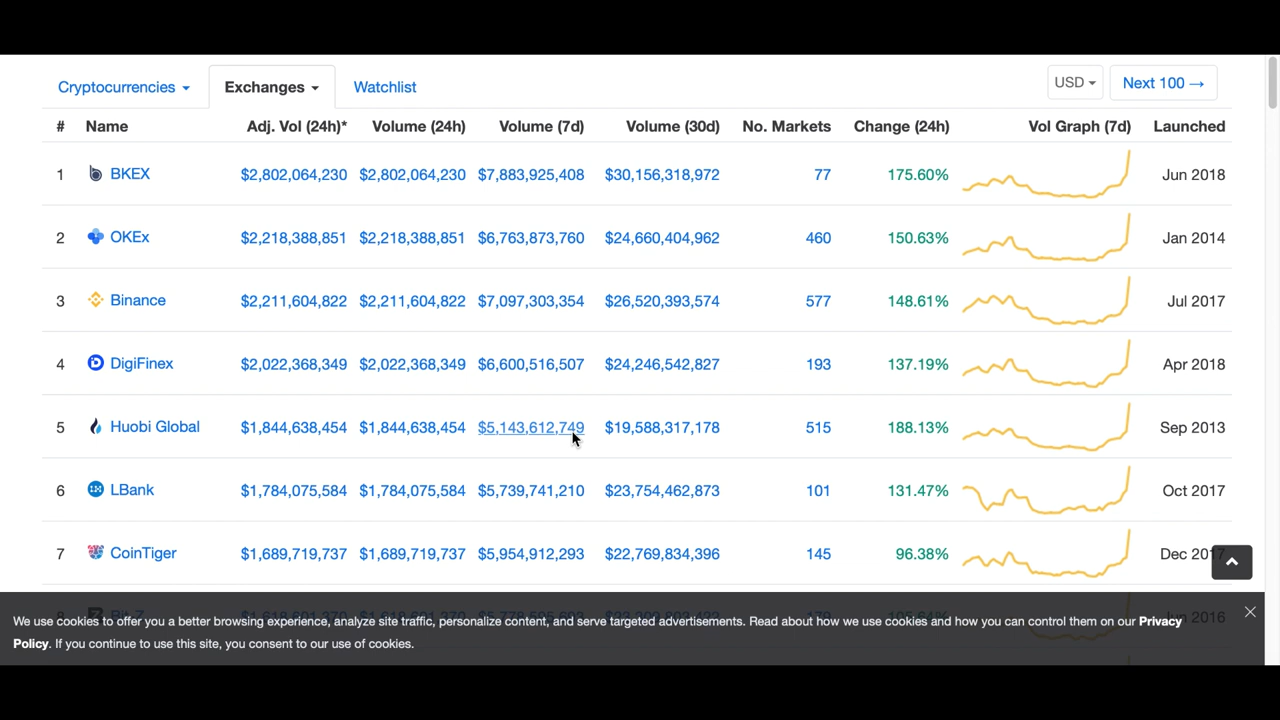 Cryptocurrencies Exchanges Watchlist USD Next 100 →
# Name Adj. Vol (24h)* Volume (24h) Volume (7d) Volume (30d) No. Markets Change (24h) Vol Graph (7d) Launched
1 BKEX $2,802,064,230 $2,802,064,230 $7,883,925,408 $30,156,318,972 77 175.60% Jun 2018
2 OKEx $2,218,388,851 $2,218,388,851 $6,763,873,760 $24,660,404,962 460 150.63% Jan 2014
3 Binance $2,211,604,822 $2,211,604,822 $7,097,303,354 $26,520,393,574 577 148.61% Jul 2017
4 DigiFinex $2,022,368,349 $2,022,368,349 $6,600,516,507 $24,246,542,827 193 137.19% Apr 2018
5 Huobi Global $1,844,638,454 $1,844,638,454 $5,143,612,749 $19,588,317,178 515 188.13% Sep 2013
6 LBank $1,784,075,584 $1,784,075,584 $5,739,741,210 $23,754,462,873 101 131.47% Oct 2017
7 CoinTiger $1,689,719,737 $1,689,719,737 $5,954,912,293 $22,769,834,396 145 96.38% Dec 2017
8 Bit-Z 2016
We use cookies to offer you a better browsing experience, analyze site traffic, personalize content, and serve targeted advertisements. Read about how we use cookies and how you can control them on our Privacy
Policy. If you continue to use this site, you consent to our use of cookies.